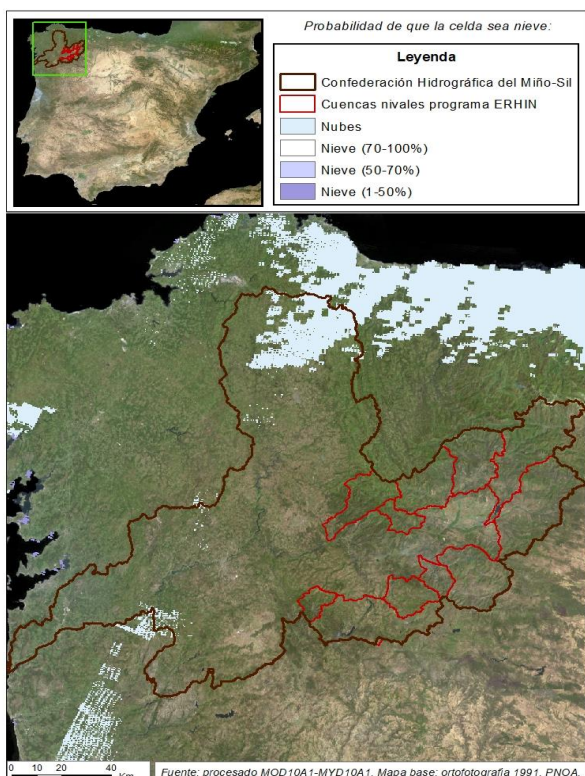 Probabilidad de que la celda sea nieve:
Leyenda
Confederación Hidrográfica del Miño-Sil
Cuencas nivales programa ERHIN
Nubes
Nieve (70-100%)
Nieve (50-70%)
Nieve (1-50%)
0 10 20 40
Km
Fuente: procesado MOD10A1-MYD10A1. Mapa base: ortofotografía 1991, PNOA